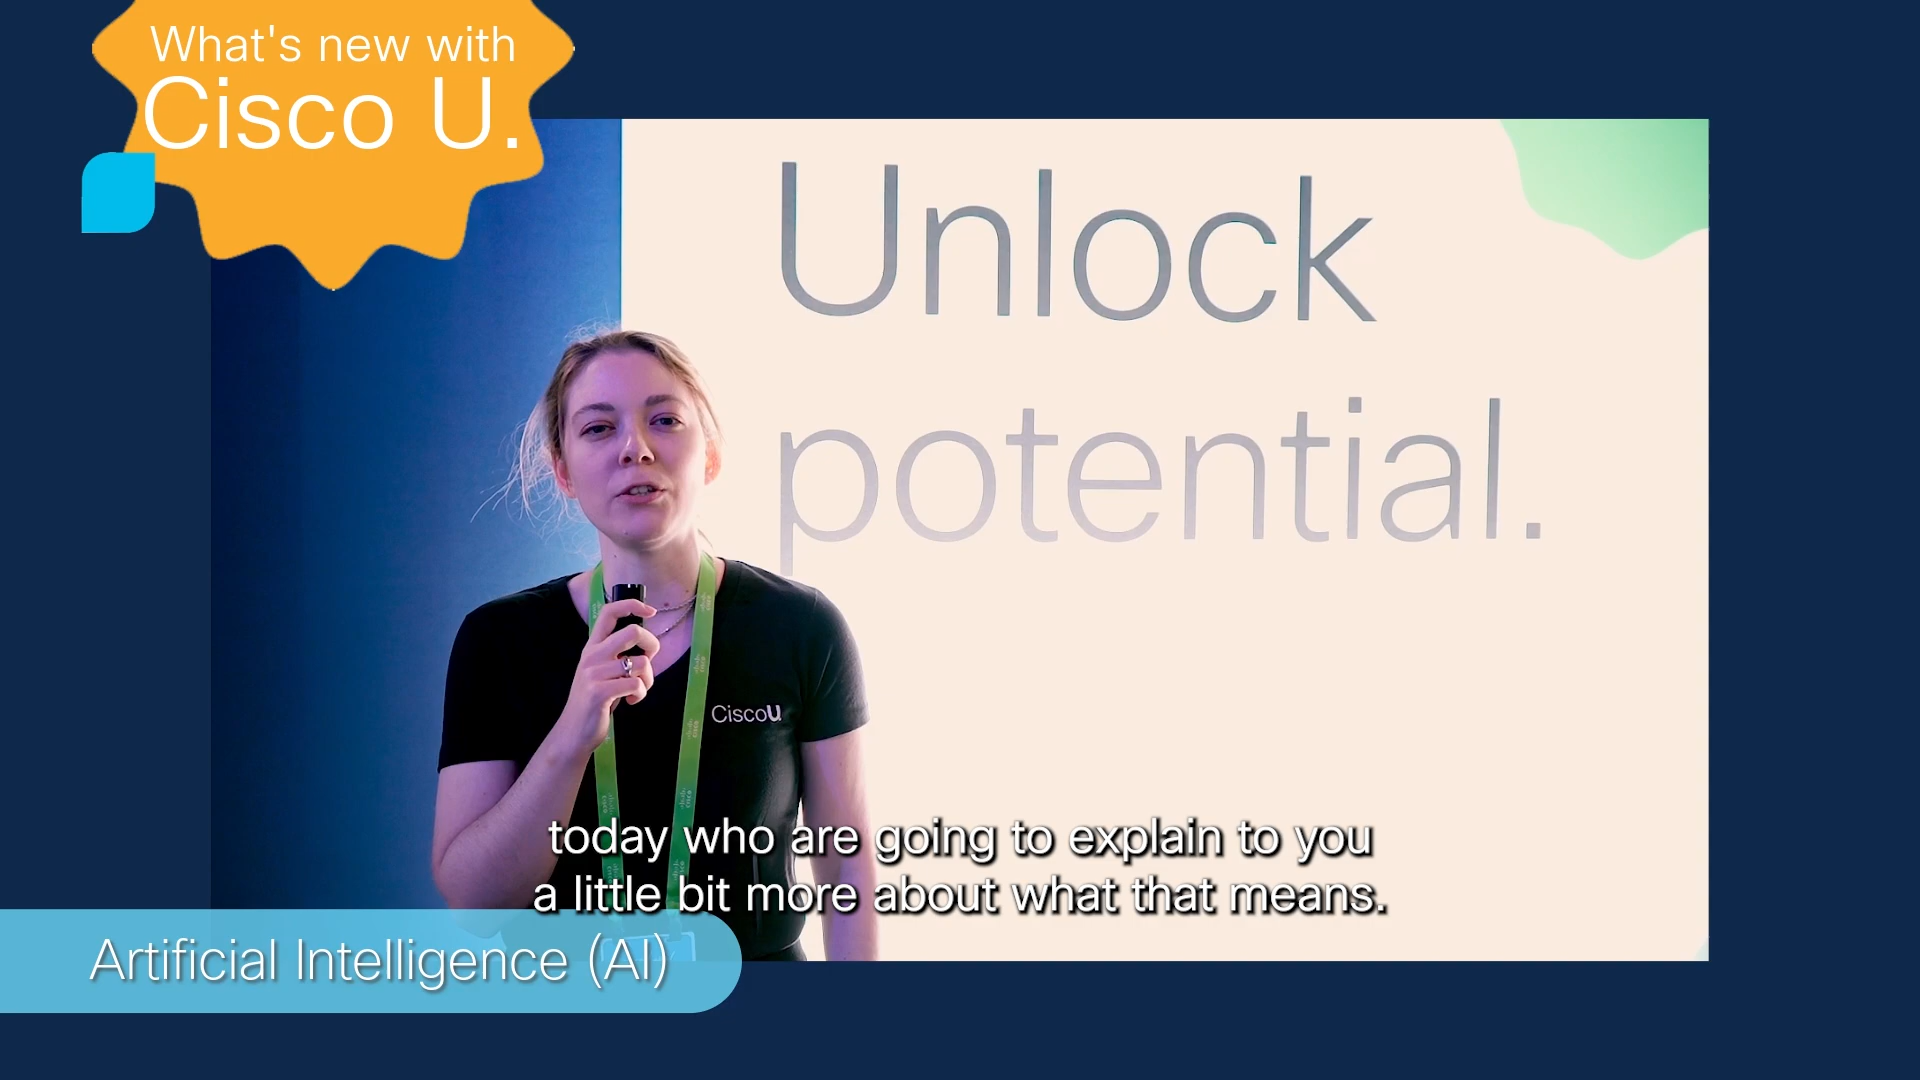 What's new with
Cisco U.
Unlock
potential.
CiscoU
today who are going to explain to you
a little bit more about what that means.
Artificial Intelligence (AI)